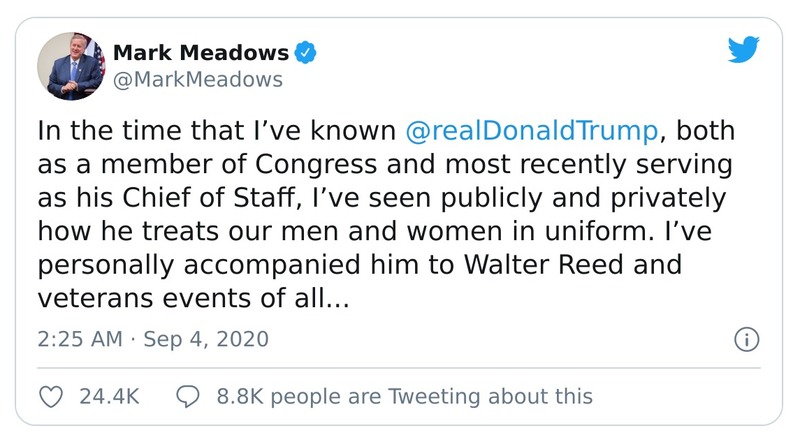 Mark Meadows
@MarkMeadows
In the time that I’ve known @realDonaldTrump, both
as a member of Congress and most recently serving
as his Chief of Staff, I’ve seen publicly and privately
how he treats our men and women in uniform. I’ve
personally accompanied him to Walter Reed and
veterans events of all...
2:25 AM · Sep 4, 2020
24.4K 8.8K people are Tweeting about this